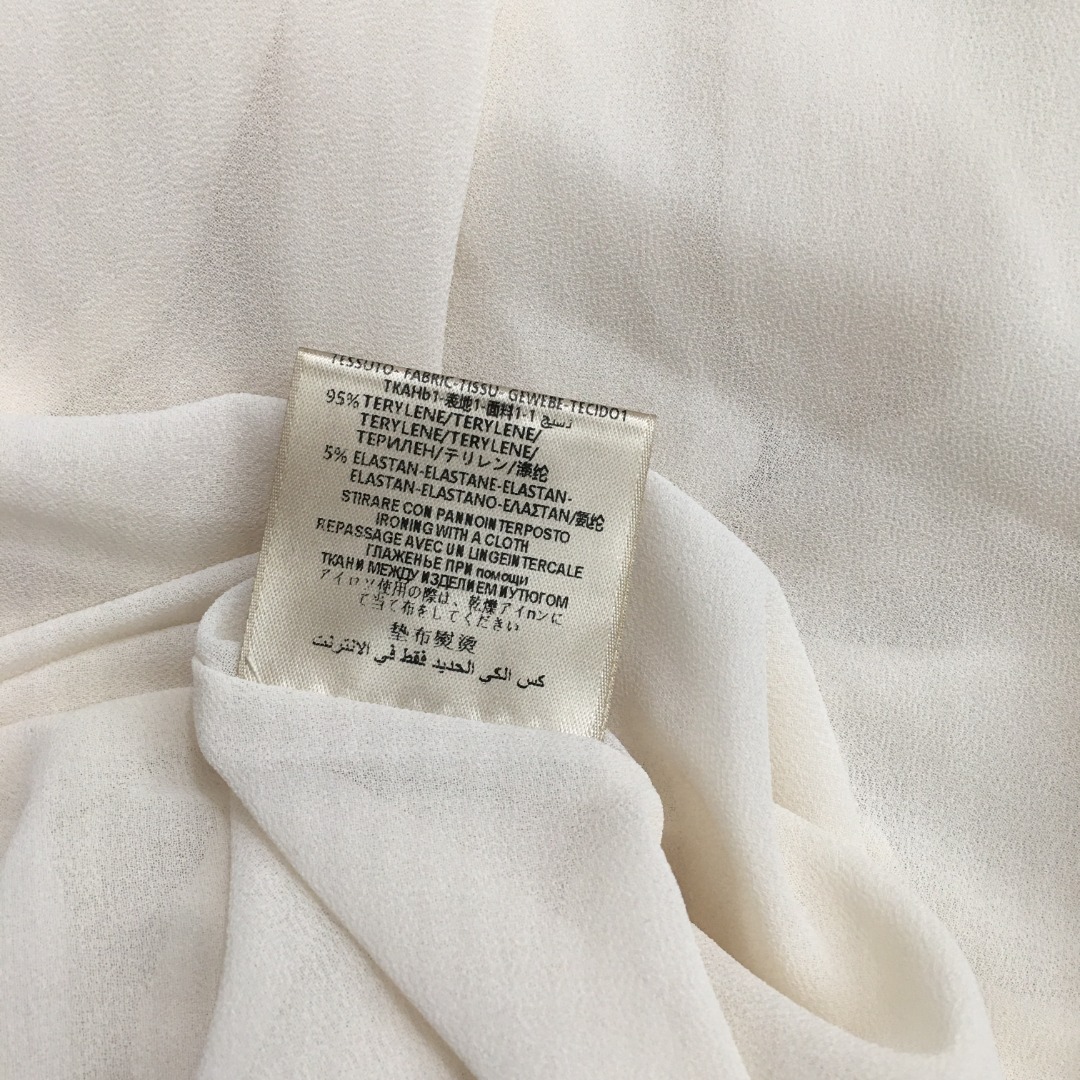 TESSUTO- FABRIC-TISSU- GEWEBE-TECIDO1
ТКАНЬ1-表地1-面料1-1 نسيج
95% TERYLENE/TERYLENE/
TERYLENE/TERYLENE/
ТЕРИЛЕН/テリレン/涤纶
5% ELASTAN-ELASTANE-ELASTAN-
ELASTAN-ELASTANO-ΕΛΑΣΤΑΝ/氨纶
STIRARE CON PANNOINTERPOSTO
IRONING WITH A CLOTH
REPASSAGE AVEC UN LINGEINTERCALE
ГЛАЖЕНЬЕ ПРИ помощи
ТКАНИ МЕЖДУ ИЗДЕЛИЕМ ИУТЮГОМ
アイロン使用の際は、乾燥アイnンに
て当て布をしてください
垫布熨烫
كس الكي الحديد فقط في الانترنت